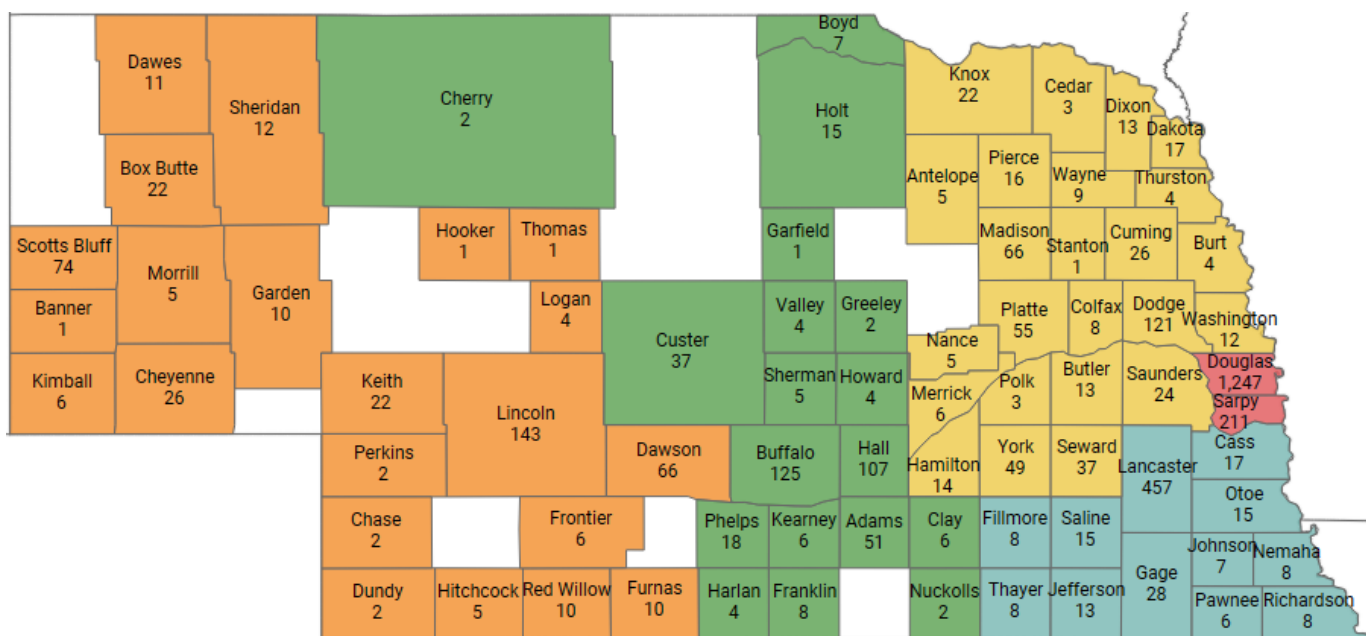 Dawes
11
Sheridan
12
Cherry
2
Boyd
7
Holt
15
Knox
22
Cedar
3
Dixon
13
Dakota
17
Box Butte
22
Antelope
5
Pierce
16
Wayne
9
Thurston
4
Scotts Bluff
74
Morrill
5
Garden
10
Hooker
1
Thomas
1
Garfield
1
Madison
66
Stanton
1
Cuming
26
Burt
4
Banner
1
Logan
4
Custer
37
Valley
4
Greeley
2
Platte
55
Colfax
8
Dodge
121
Washington
12
Nance
5
Kimball
6
Cheyenne
26
Keith
22
Lincoln
143
Sherman
5
Howard
4
Merrick
6
Polk
3
Butler
13
Saunders
24
Douglas
1,247
Sarpy
211
Perkins
2
Dawson
66
Buffalo
125
Hall
107
Hamilton
14
York
49
Seward
37
Lancaster
457
Cass
17
Otoe
15
Chase
2
Frontier
6
Phelps
18
Kearney
6
Adams
51
Clay
6
Fillmore
8
Saline
15
Johnson
7
Nemaha
8
Dundy
2
Hitchcock
5
Red Willow
10
Furnas
10
Harlan
4
Franklin
8
Nuckolls
2
Thayer
8
Jefferson
13
Gage
28
Pawnee
6
Richardson
8